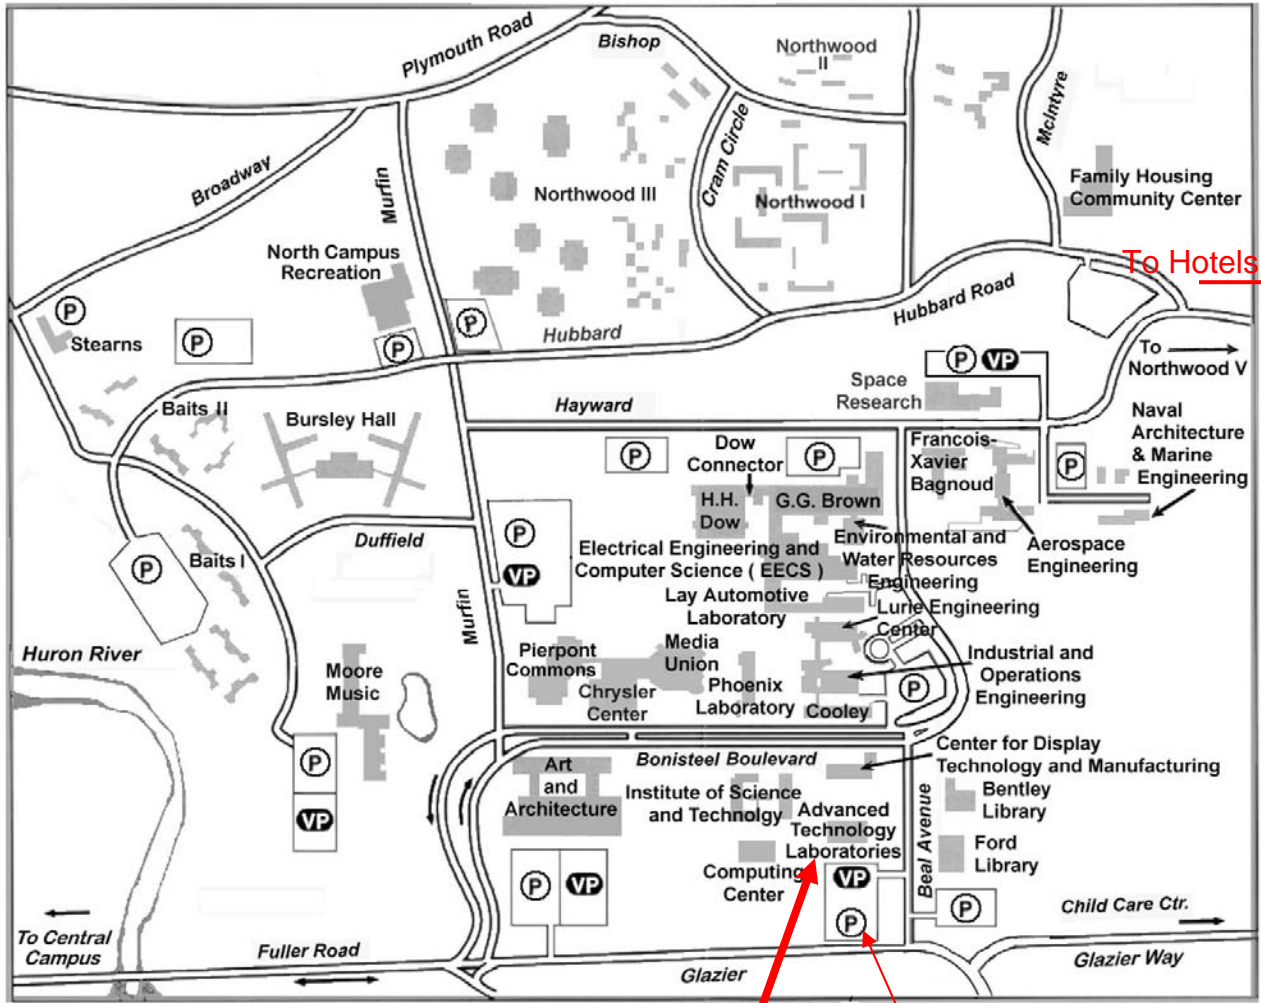 Plymouth Road
Bishop
Northwood
II
McIntyre
Broadway
Murfin
Cram Circle
Northwood III
Northwood I
Family Housing
Community Center
North Campus
Recreation
To Hotels
P
Stearns
P
P
P
Hubbard
Hubbard Road
To
Northwood V
P
VP
Space
Research
Baits II
Bursley Hall
Hayward
Naval
Architecture
& Marine
Engineering
Dow
Connector
P
P
Francois-
Xavier
Bagnoud
P
H.H.
Dow
G.G. Brown
P
VP
Duffield
Electrical Engineering and
Computer Science ( EECS )
Environmental and
Water Resources
Engineering
Aerospace
Engineering
Baits I
P
Lay Automotive
Laboratory
Lurie Engineering
Center
Murfin
Huron River
Moore
Music
Pierpont
Commons
Media
Union
Chrysler
Center
Phoenix
Laboratory
Cooley
P
Industrial and
Operations
Engineering
P
VP
Bonisteel Boulevard
Center for Display
Technology and Manufacturing
Art
and
Architecture
Institute of Science
and Technolgy
Advanced
Technology
Laboratories
Beal Avenue
Bentley
Library
Ford
Library
Computing
Center
P
VP
VP
P
P
Child Care Ctr.
To Central
Campus
Fuller Road
Glazier
Glazier Way